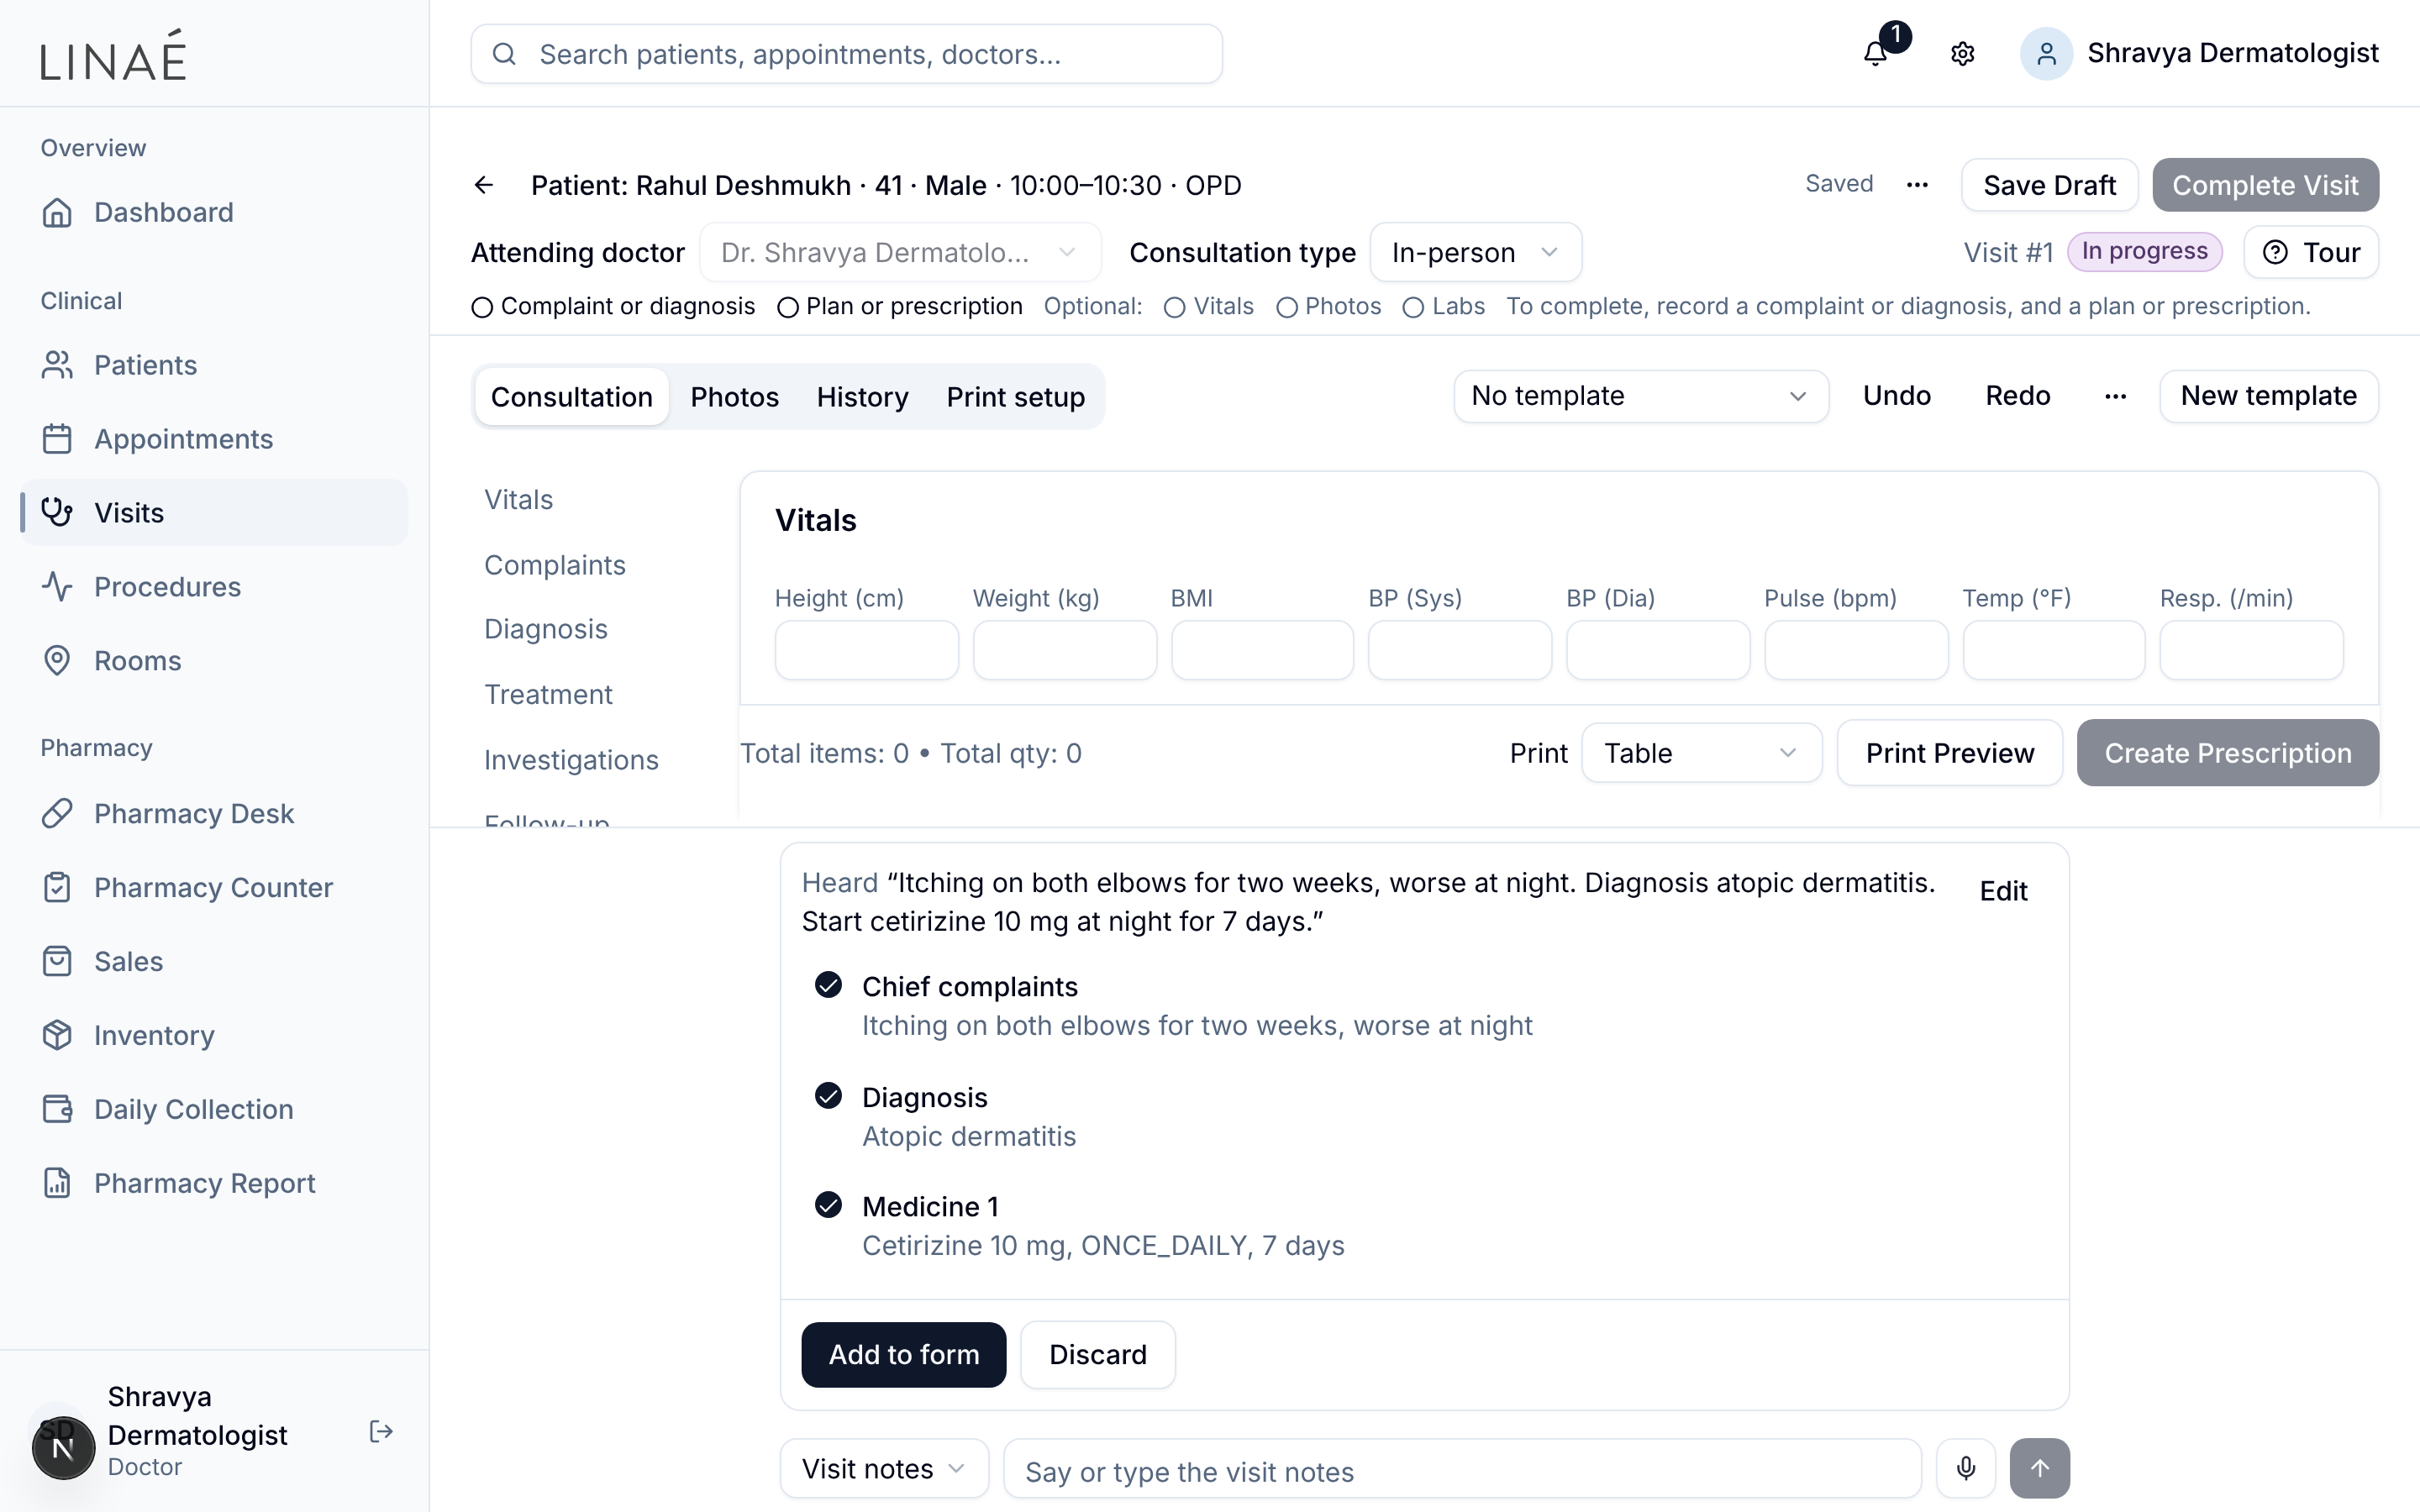 LINAÉ
Search patients, appointments, doctors...
1
Shravya Dermatologist
Overview
Dashboard
Clinical
Patients
Appointments
Visits
Procedures
Rooms
Pharmacy
Pharmacy Desk
Pharmacy Counter
Sales
Inventory
Daily Collection
Pharmacy Report
SD
N
Shravya
Dermatologist
Doctor
Patient: Rahul Deshmukh · 41 · Male · 10:00–10:30 · OPD
Saved
Save Draft
Complete Visit
Attending doctor
Dr. Shravya Dermatolo...
Consultation type
In-person
Visit #1
In progress
Tour
Complaint or diagnosis
Plan or prescription
Optional:
Vitals
Photos
Labs
To complete, record a complaint or diagnosis, and a plan or prescription.
Consultation
Photos
History
Print setup
No template
Undo
Redo
New template
Vitals
Complaints
Diagnosis
Treatment
Investigations
Follow-up
Vitals
Height (cm)
Weight (kg)
BMI
BP (Sys)
BP (Dia)
Pulse (bpm)
Temp (°F)
Resp. (/min)
Total items: 0 • Total qty: 0
Print
Table
Print Preview
Create Prescription
Heard “Itching on both elbows for two weeks, worse at night. Diagnosis atopic dermatitis.
Start cetirizine 10 mg at night for 7 days.”
Edit
Chief complaints
Itching on both elbows for two weeks, worse at night
Diagnosis
Atopic dermatitis
Medicine 1
Cetirizine 10 mg, ONCE_DAILY, 7 days
Add to form
Discard
Visit notes
Say or type the visit notes